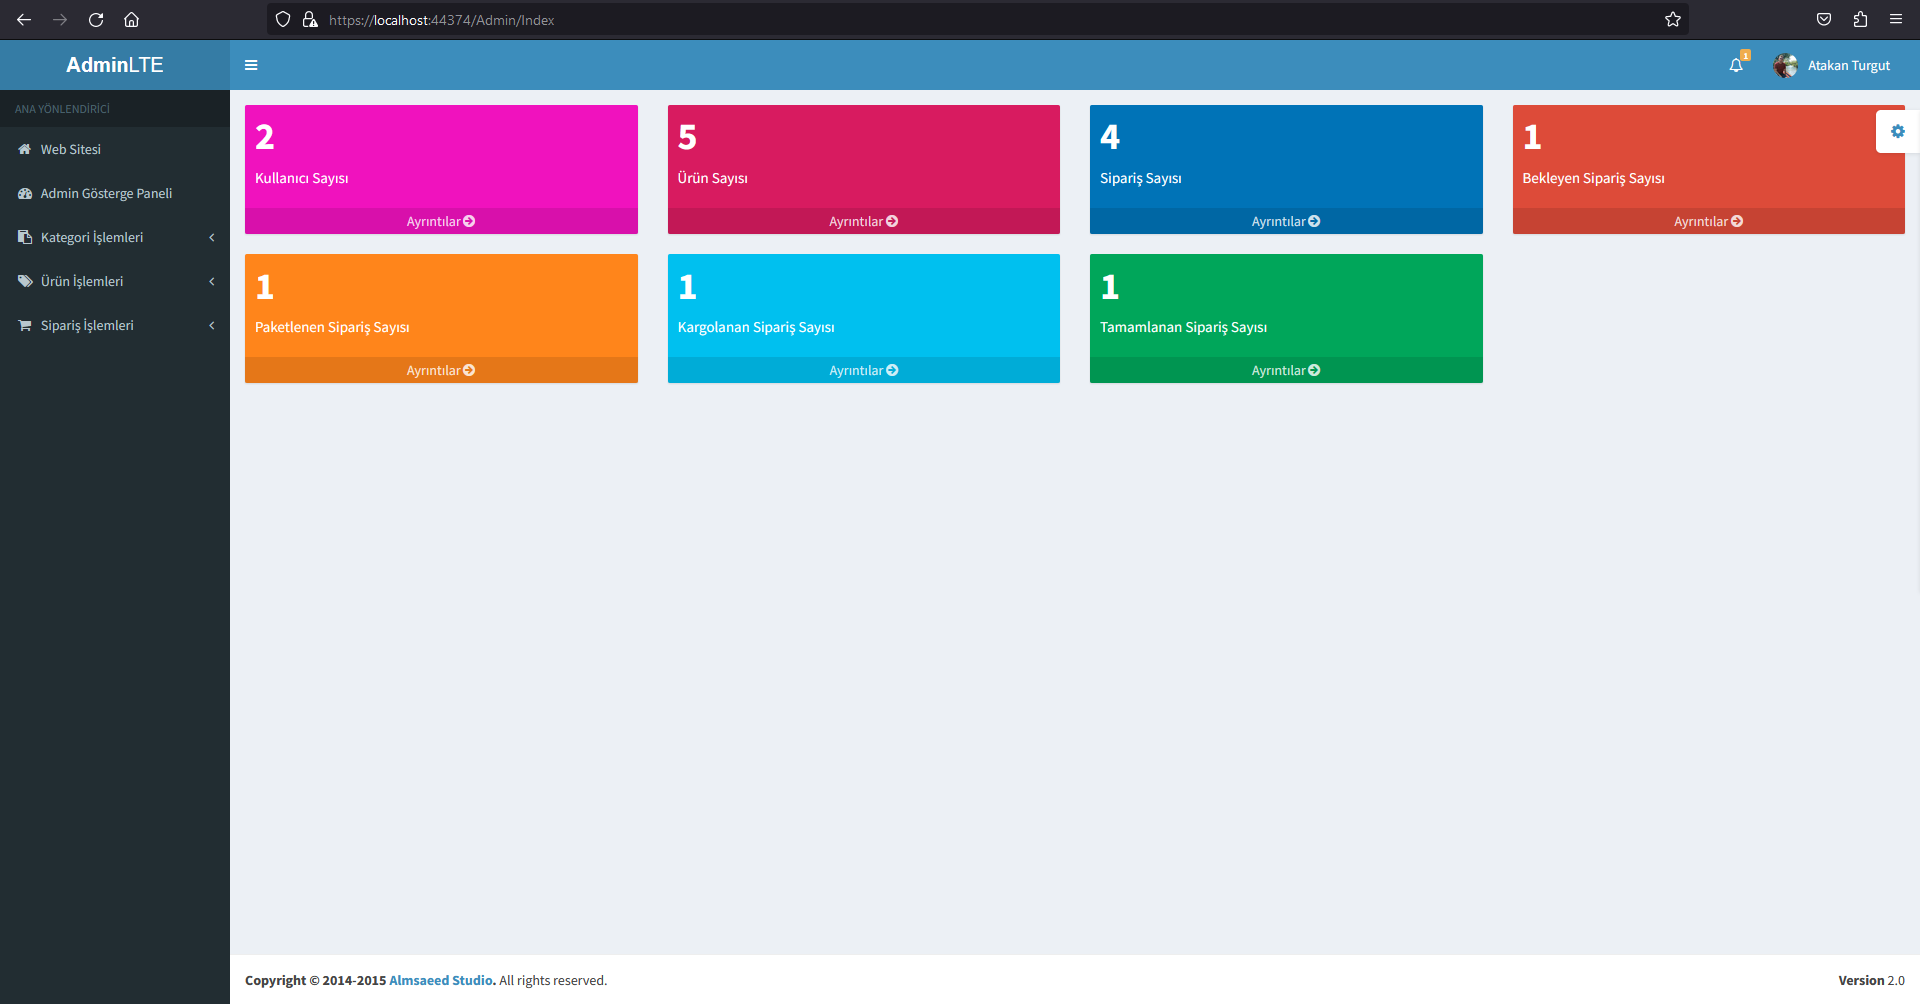 https://localhost:44374/Admin/Index
AdminLTE
1
Atakan Turgut
ANA YÖNLENDİRİCİ
Web Sitesi
Admin Gösterge Paneli
Kategori İşlemleri
Ürün İşlemleri
Sipariş İşlemleri
2
Kullanıcı Sayısı
Ayrıntılar
5
Ürün Sayısı
Ayrıntılar
4
Sipariş Sayısı
Ayrıntılar
1
Bekleyen Sipariş Sayısı
Ayrıntılar
1
Paketlenen Sipariş Sayısı
Ayrıntılar
1
Kargolanan Sipariş Sayısı
Ayrıntılar
1
Tamamlanan Sipariş Sayısı
Ayrıntılar
Copyright © 2014-2015 Almsaeed Studio. All rights reserved.
Version 2.0